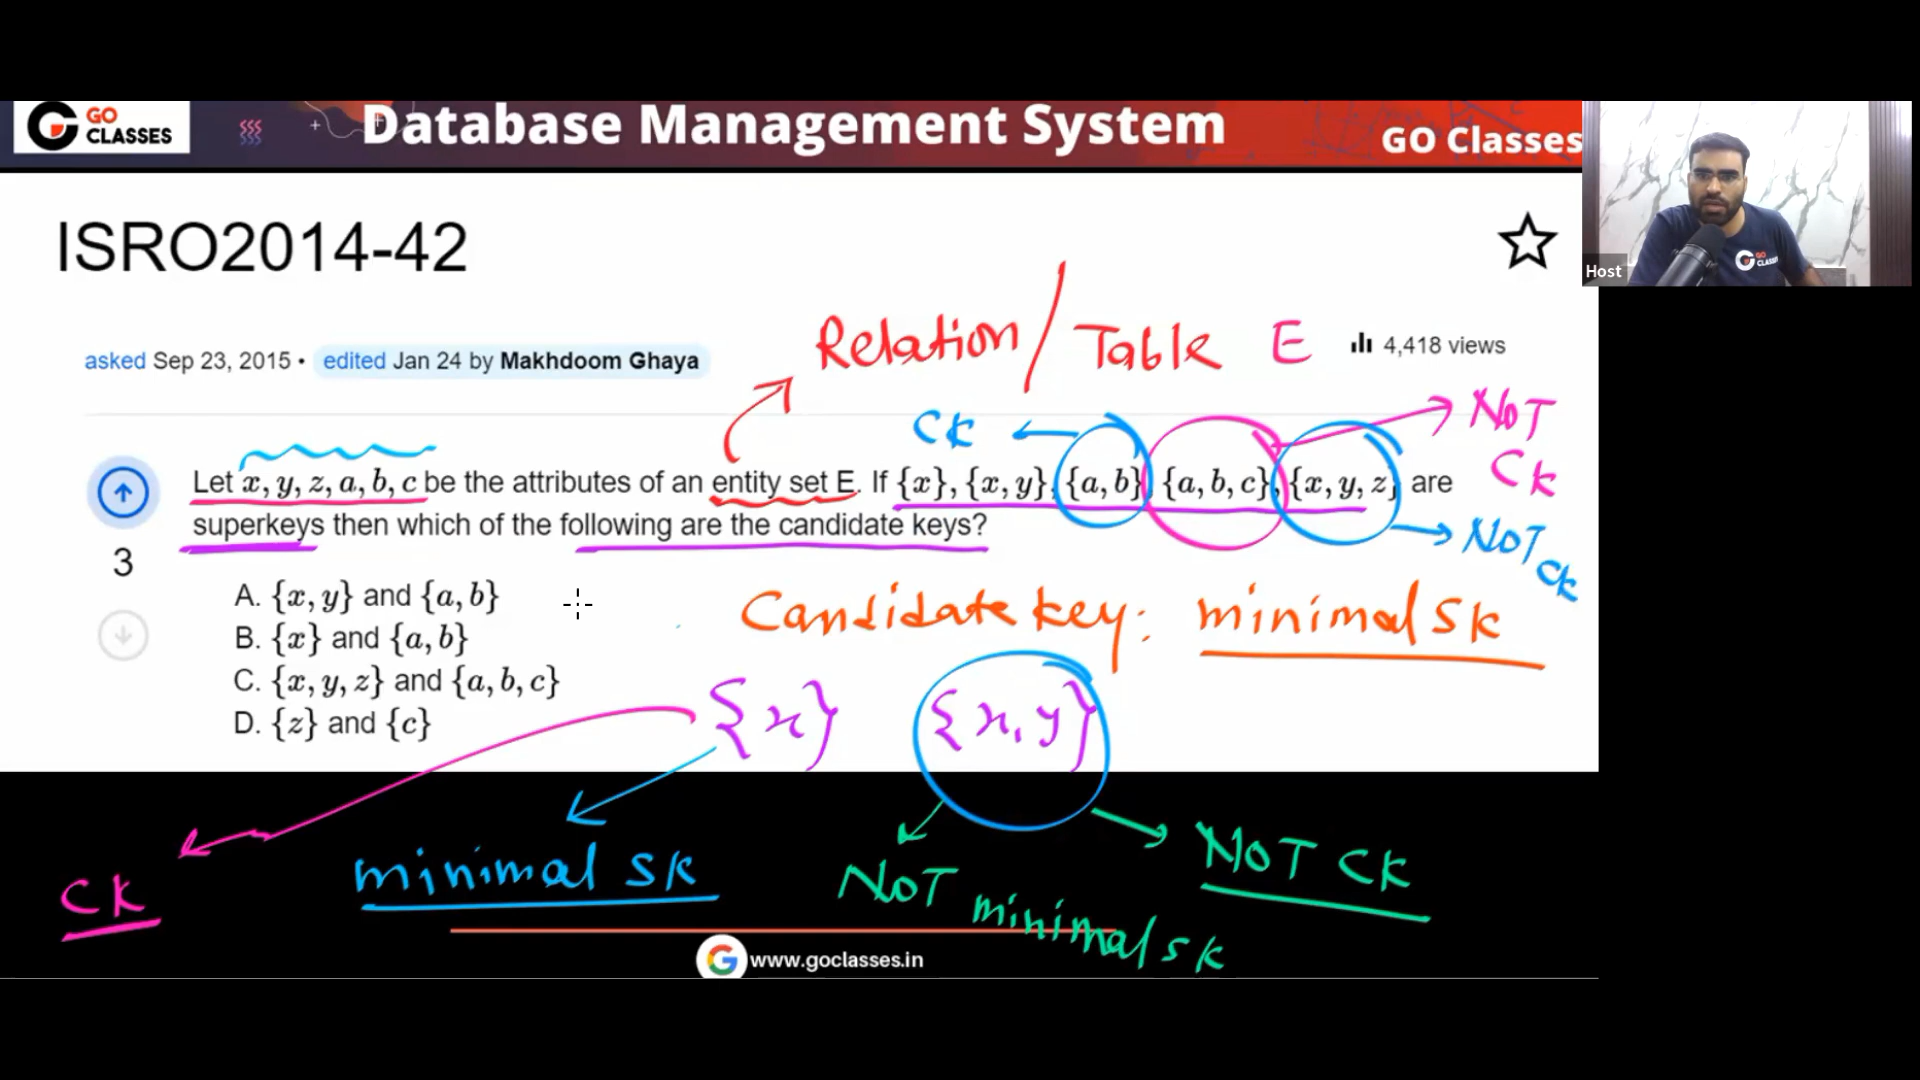 GO
CLASSES
Database Management System
GO Classes
Host
GO
CLASSES
ISRO2014-42
Relation / Table E
asked Sep 23, 2015 • edited Jan 24 by Makhdoom Ghaya
4,418 views
CK
NOT
CK
Let x, y, z, a, b, c be the attributes of an entity set E. If {x}, {x, y}, {a, b}, {a, b, c}, {x, y, z} are
superkeys then which of the following are the candidate keys?
NOT
CK
3
A. {x, y} and {a, b}
B. {x} and {a, b}
C. {x, y, z} and {a, b, c}
D. {z} and {c}
Candidate key: minimal SK
{x} {x, y}
CK
minimal SK
NOT
minimal SK
NOT CK
www.goclasses.in